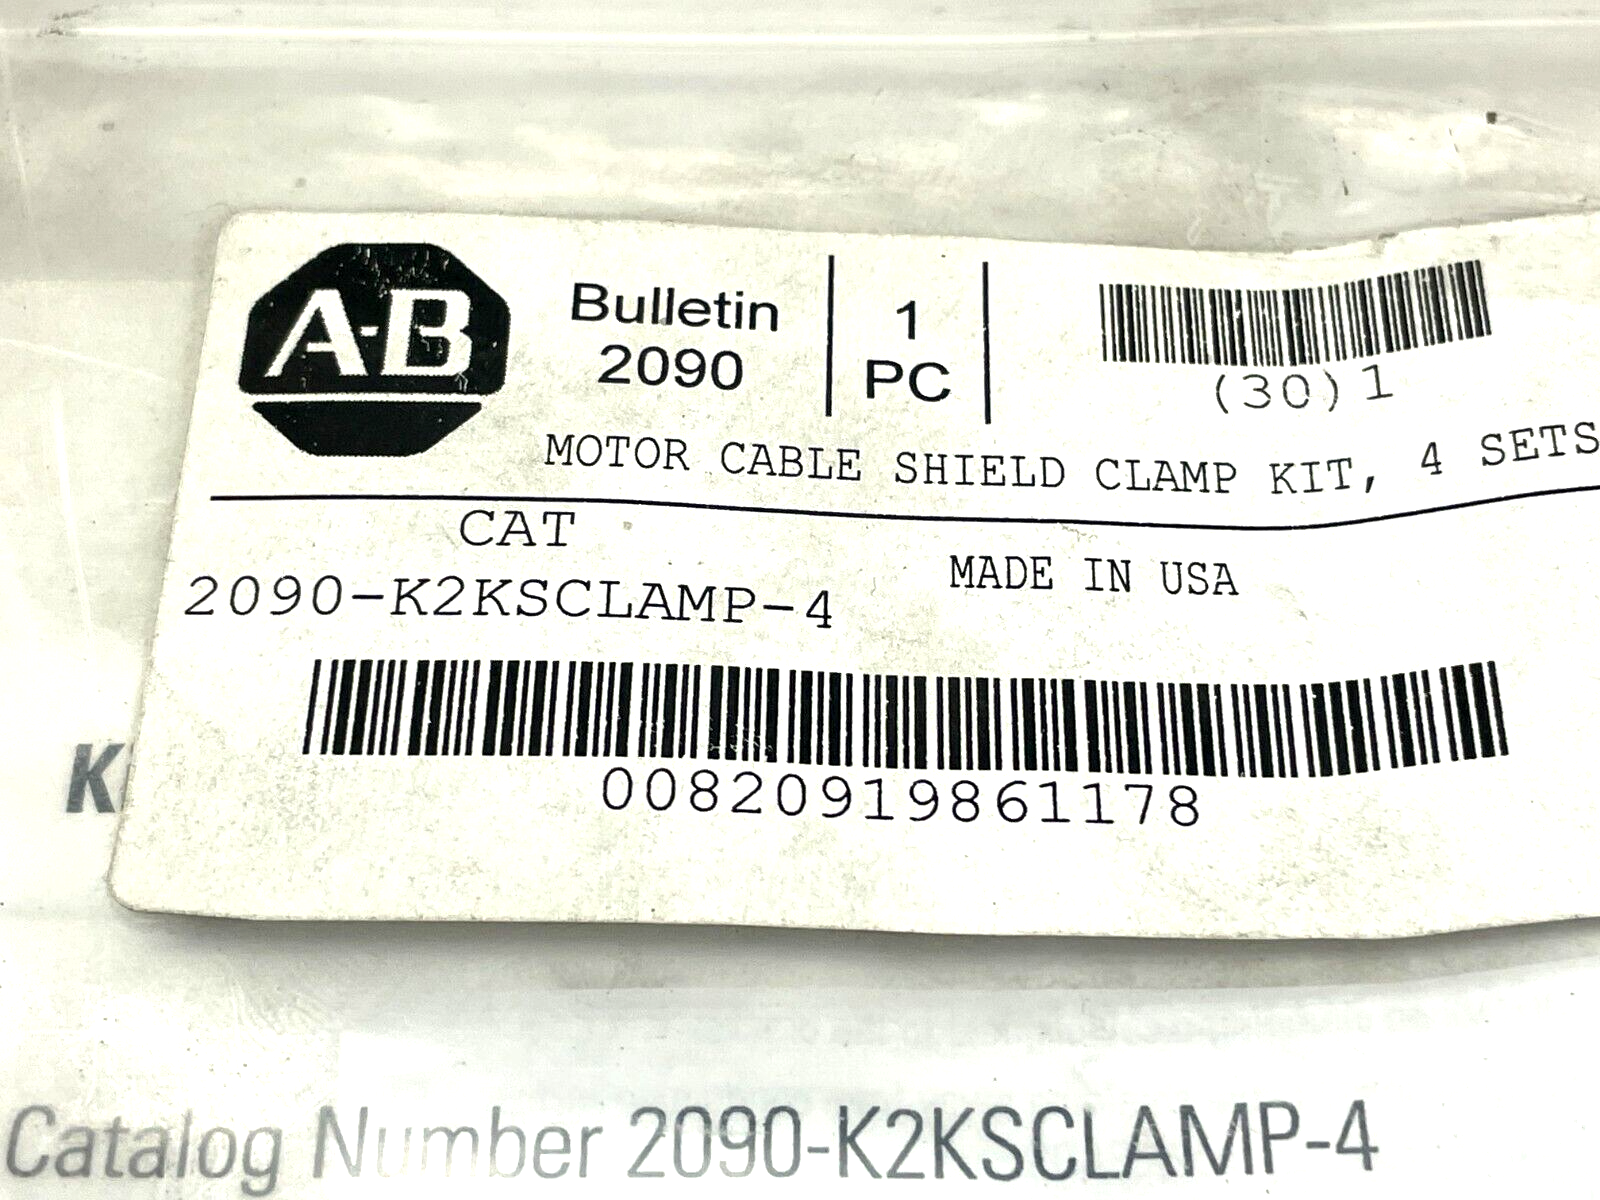 A-B
Bulletin
2090
1
PC
(30)1
MOTOR CABLE SHIELD CLAMP KIT, 4 SETS
CAT
MADE IN USA
2090-K2KSCLAMP-4
00820919861178
Catalog Number 2090-K2KSCLAMP-4